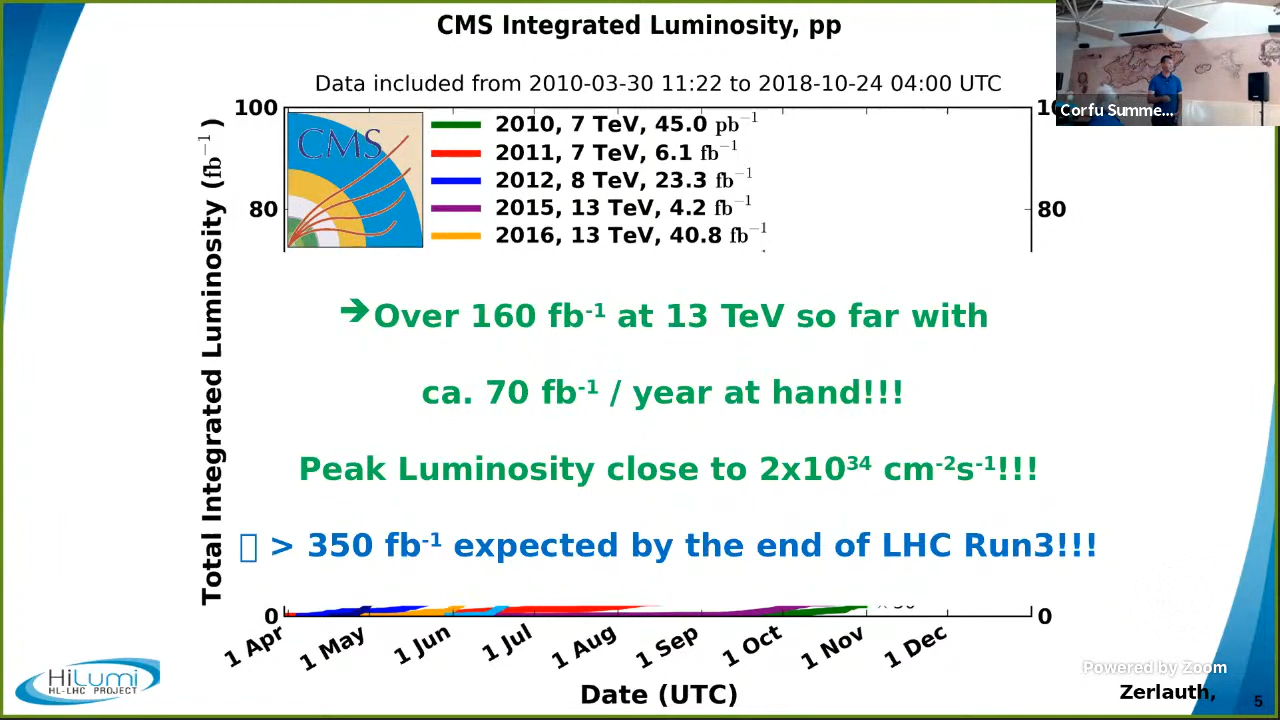 CMS Integrated Luminosity, pp
Data included from 2010-03-30 11:22 to 2018-10-24 04:00 UTC
Corfu Summe...
100
CMS
2010, 7 TeV, 45.0 pb⁻¹
2011, 7 TeV, 6.1 fb⁻¹
2012, 8 TeV, 23.3 fb⁻¹
2015, 13 TeV, 4.2 fb⁻¹
2016, 13 TeV, 40.8 fb⁻¹
80
80
Total Integrated Luminosity (fb⁻¹)
➔Over 160 fb⁻¹ at 13 TeV so far with
ca. 70 fb⁻¹ / year at hand!!!
Peak Luminosity close to 2x10³⁴ cm⁻²s⁻¹!!!
> 350 fb⁻¹ expected by the end of LHC Run3!!!
0
0
1 Apr
1 May
1 Jun
1 Jul
1 Aug
1 Sep
1 Oct
1 Nov
1 Dec
Date (UTC)
HiLumi
HL-LHC PROJECT
Powered by Zoom
Zerlauth,
5